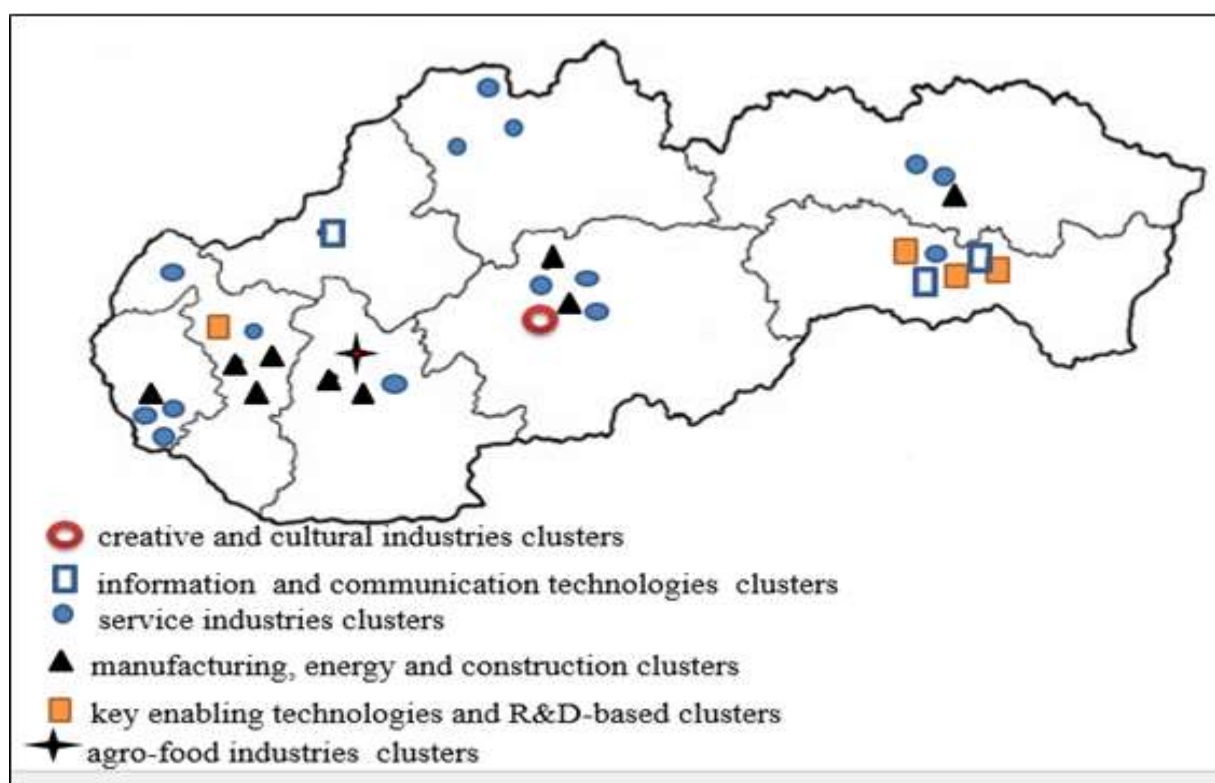 creative and cultural industries clusters
information and communication technologies clusters
service industries clusters
manufacturing, energy and construction clusters
key enabling technologies and R&D-based clusters
agro-food industries clusters